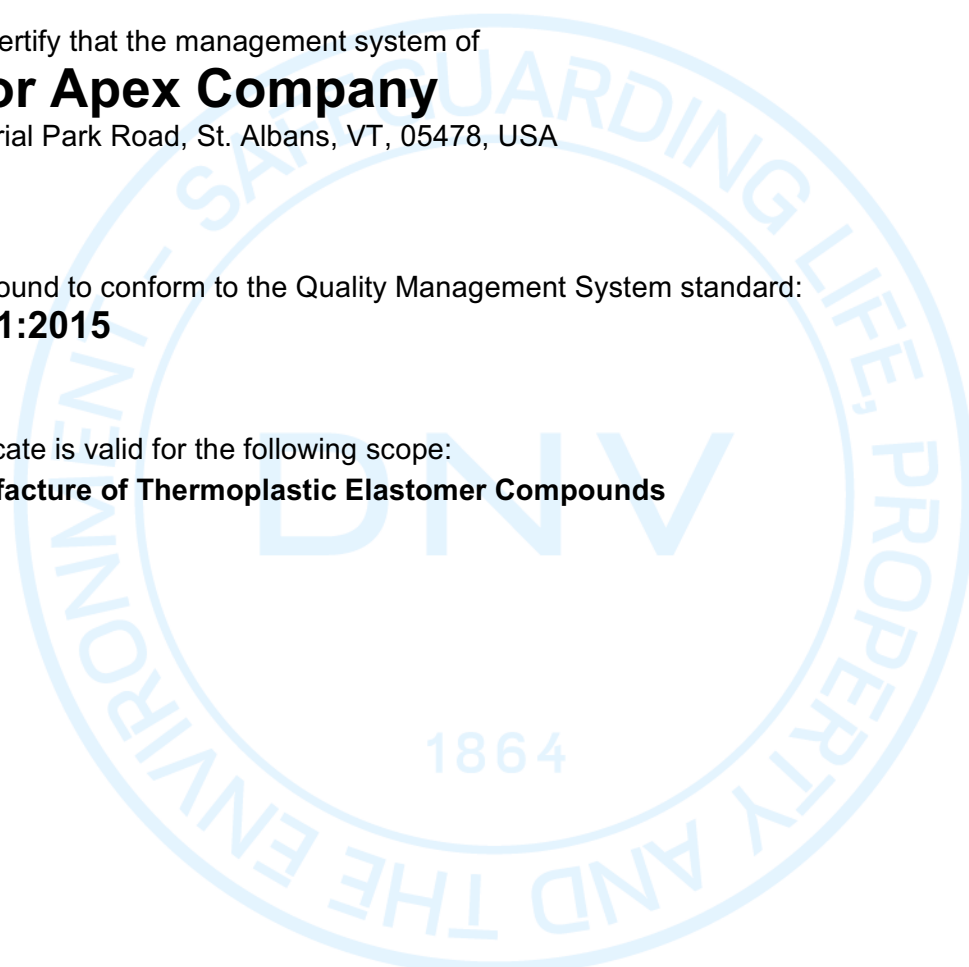 ertify that the management system of
or Apex Company
rial Park Road, St. Albans, VT, 05478, USA
ound to conform to the Quality Management System standard:
1:2015
cate is valid for the following scope:
facture of Thermoplastic Elastomer Compounds
SAFEGUARDING LIFE, PROPERTY AND THE ENVIRONMENT –
DNV
1864